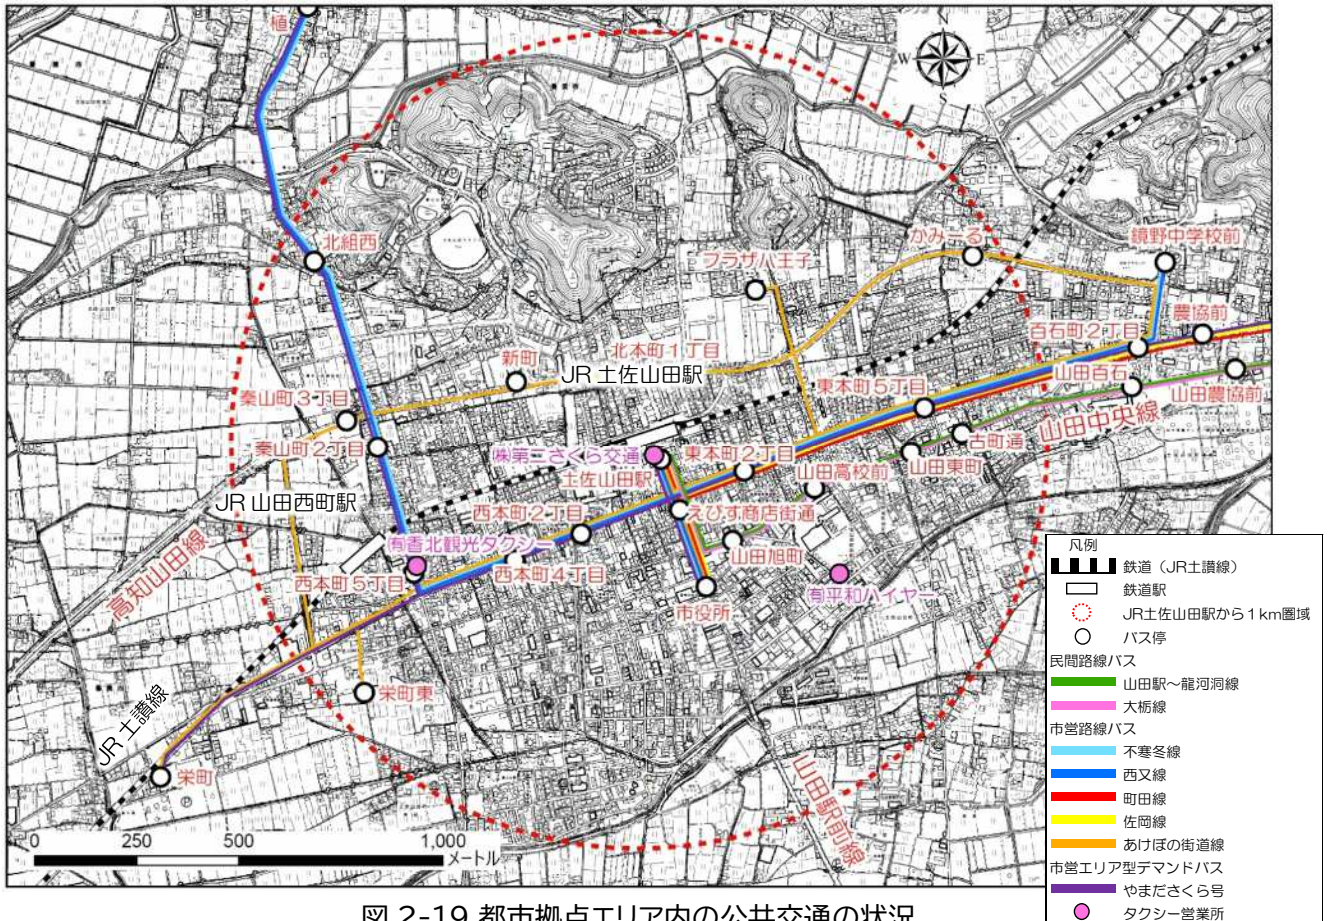 植
N
W
E
S
北組西
かみーる
鏡野中学校前
プラザ八王子
農協前
百石町2丁目
北本町1丁目
新町
JR 土佐山田駅
山田百石
東本町5丁目
山田農協前
秦山町3丁目
山田中央線
古町通
秦山町2丁目
㈱第一さくら交通
東本町2丁目
山田東町
土佐山田駅
山田高校前
JR 山田西町駅
西本町2丁目
えびす商店街通
㈲香北観光タクシー
山田旭町
西本町4丁目
西本町5丁目
㈲平和ハイヤー
高知山田線
市役所
栄町東
JR 土讃線
栄町
山田駅前線
0 250 500 1,000
メートル
凡例
鉄道（JR土讃線）
鉄道駅
JR土佐山田駅から1km圏域
バス停
民間路線バス
山田駅～龍河洞線
大栃線
市営路線バス
不寒冬線
西又線
町田線
佐岡線
あけぼの街道線
市営エリア型デマンドバス
やまださくら号
タクシー営業所
図 2-19 都市拠点エリア内の公共交通の状況